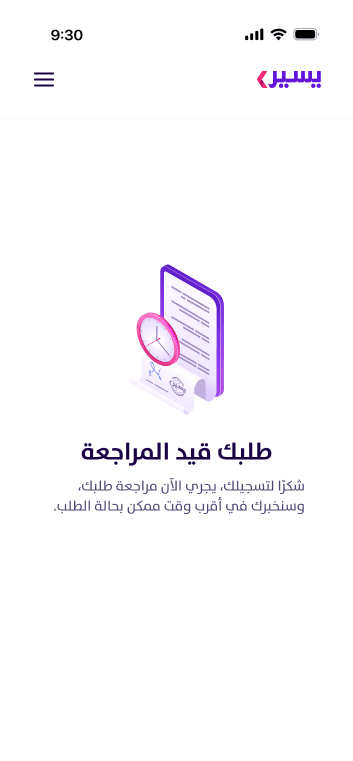 9:30
يسير
طلبك قيد المراجعة
شكرًا لتسجيلك، يجري الآن مراجعة طلبك،
وسنخبرك في أقرب وقت ممكن بحالة الطلب.